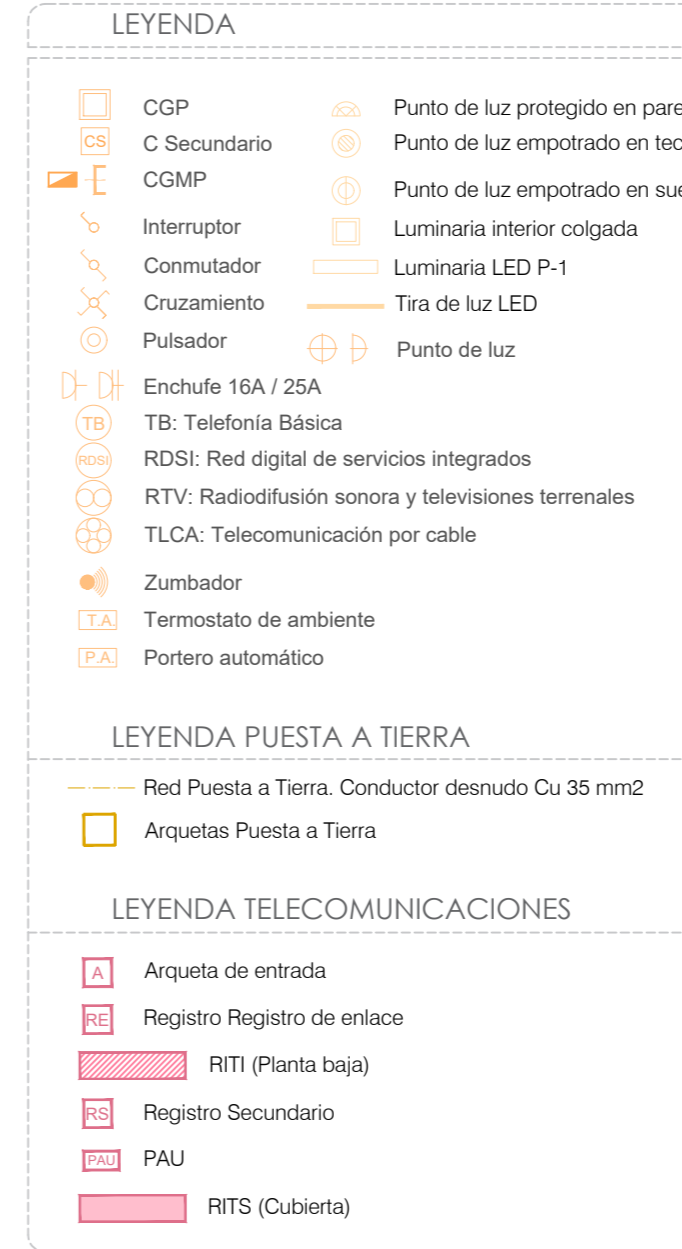 LEYENDA
CGP
Punto de luz protegido en pare
CS
C Secundario
Punto de luz empotrado en tec
CGMP
Punto de luz empotrado en sue
Interruptor
Luminaria interior colgada
Conmutador
Luminaria LED P-1
Cruzamiento
Tira de luz LED
Pulsador
Punto de luz
Enchufe 16A / 25A
TB
TB: Telefonía Básica
RDSI
RDSI: Red digital de servicios integrados
RTV: Radiodifusión sonora y televisiones terrenales
TLCA: Telecomunicación por cable
Zumbador
T.A.
Termostato de ambiente
P.A.
Portero automático
LEYENDA PUESTA A TIERRA
Red Puesta a Tierra. Conductor desnudo Cu 35 mm2
Arquetas Puesta a Tierra
LEYENDA TELECOMUNICACIONES
A
Arqueta de entrada
RE
Registro Registro de enlace
RITI (Planta baja)
RS
Registro Secundario
PAU
PAU
RITS (Cubierta)